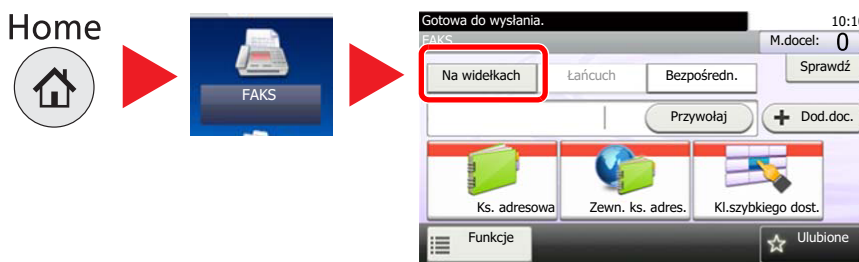 Home
FAKS
Gotowa do wysłania.
10:10
FAKS
M.docel: 0
Na widełkach
Łańcuch
Bezpośredn.
Sprawdź
Przywołaj
Dod.doc.
Ks. adresowa
Zewn. ks. adres.
Kl.szybkiego dost.
Funkcje
Ulubione